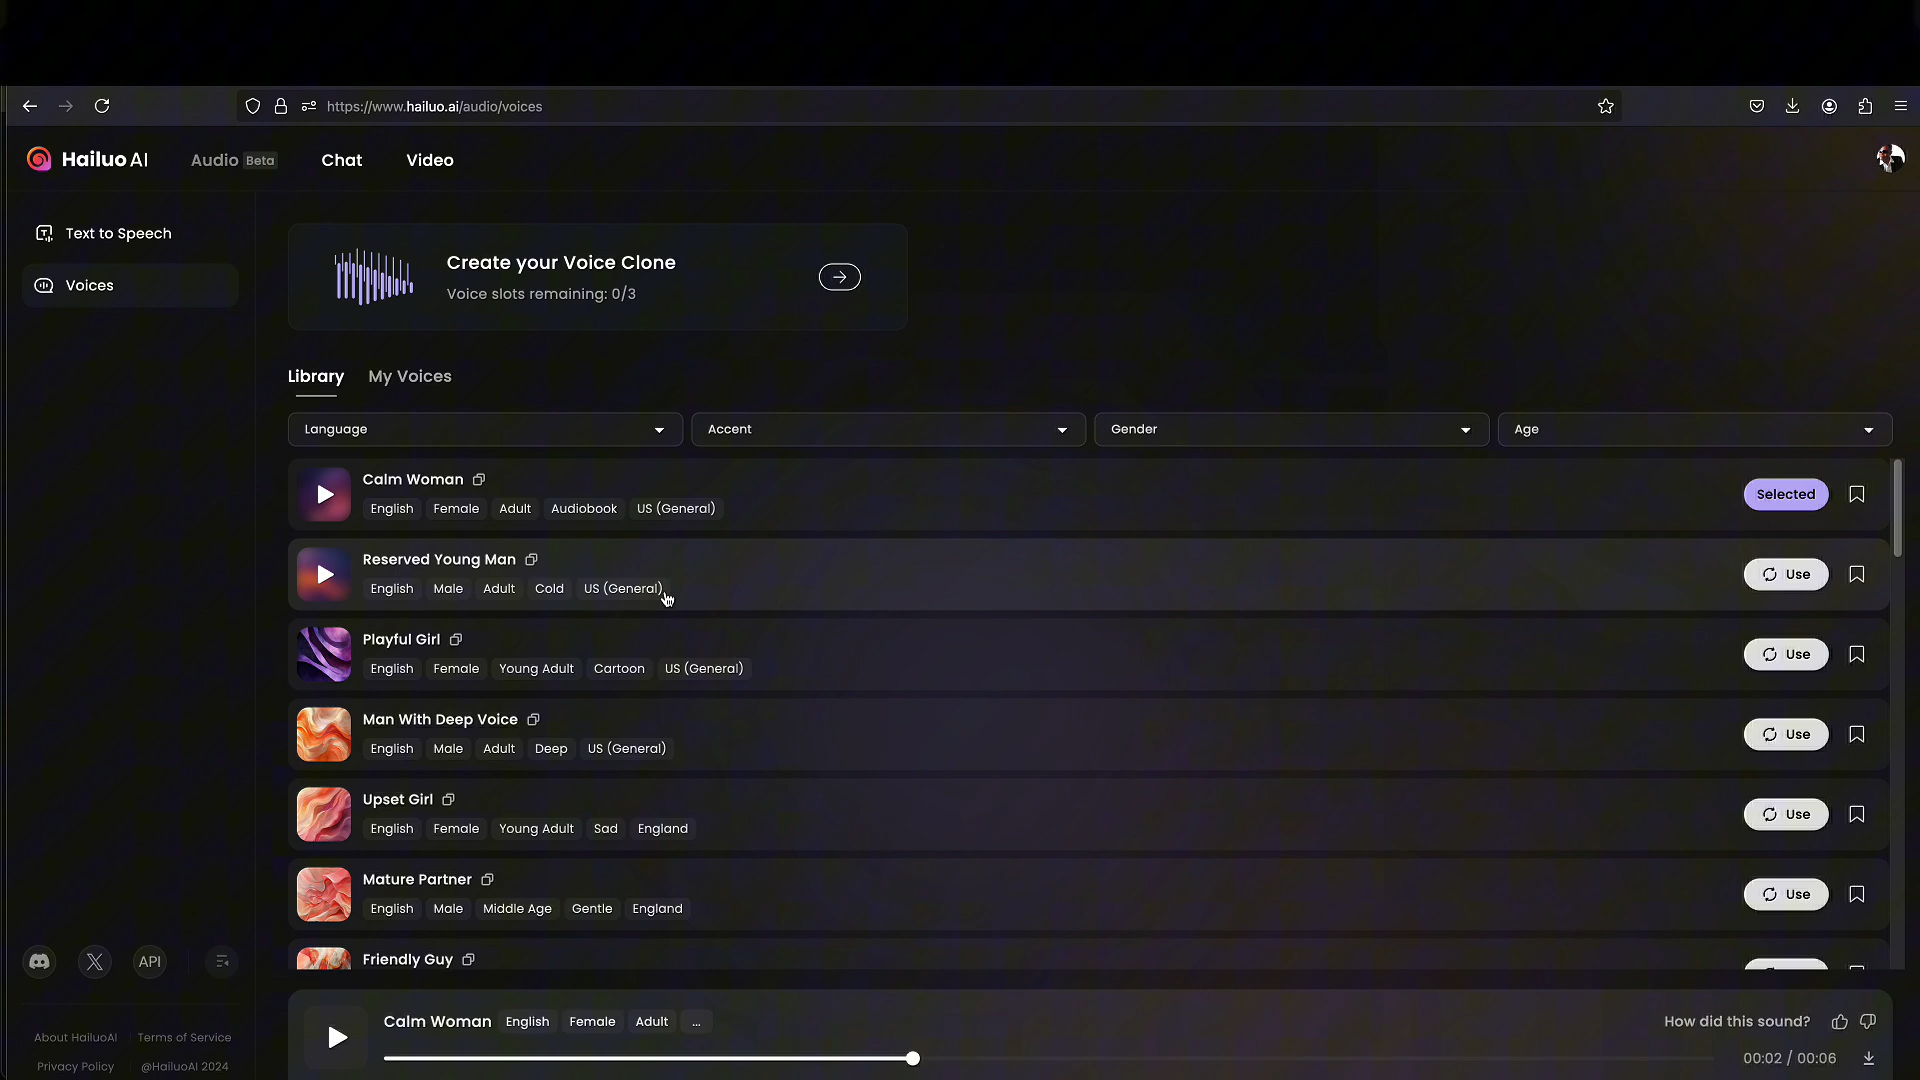 https://www.hailuo.ai/audio/voices
Hailuo AI
Audio Beta
Chat
Video
Text to Speech
Voices
Create your Voice Clone
Voice slots remaining: 0/3
Library
My Voices
Language
Accent
Gender
Age
Calm Woman
English Female Adult Audiobook US (General)
Selected
Reserved Young Man
English Male Adult Cold US (General)
Use
Playful Girl
English Female Young Adult Cartoon US (General)
Use
Man With Deep Voice
English Male Adult Deep US (General)
Use
Upset Girl
English Female Young Adult Sad England
Use
Mature Partner
English Male Middle Age Gentle England
Use
Friendly Guy
API
About HailuoAI Terms of Service
Privacy Policy @HailuoAI 2024
Calm Woman English Female Adult ...
How did this sound?
00:02 / 00:06